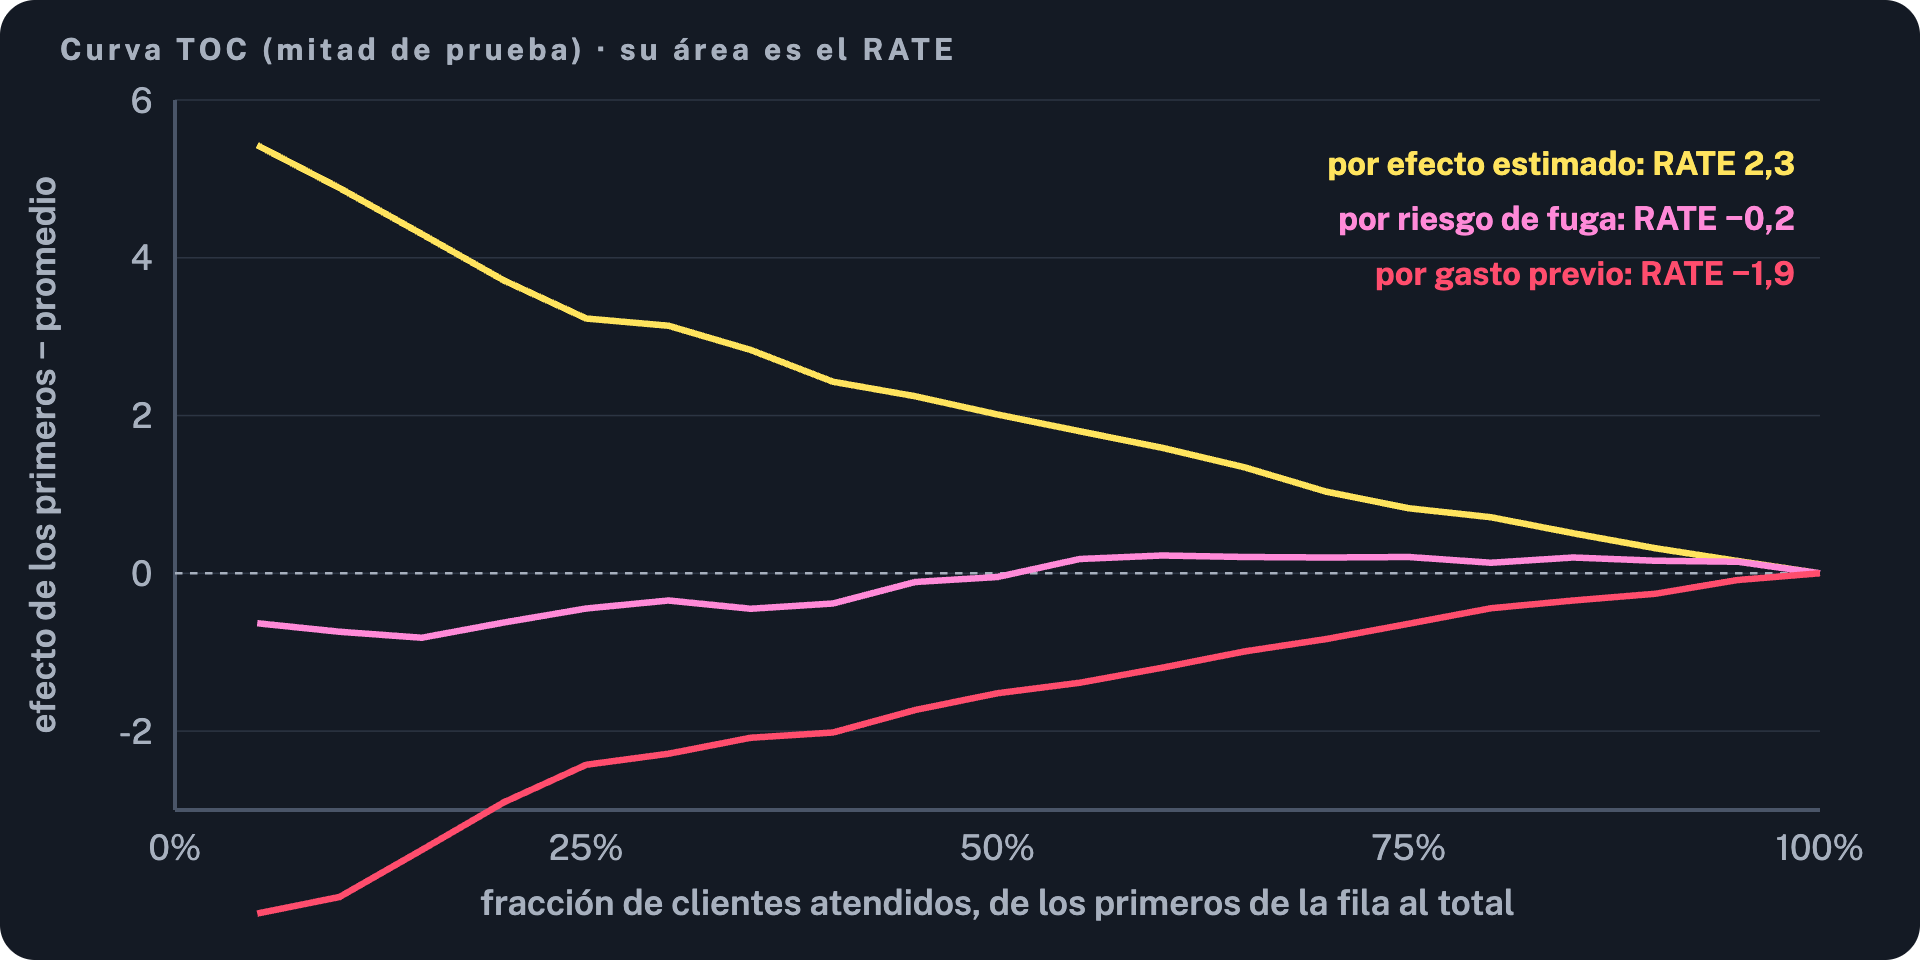 Curva TOC (mitad de prueba) · su área es el RATE
efecto de los primeros − promedio
6
4
2
0
-2
por efecto estimado: RATE 2,3
por riesgo de fuga: RATE −0,2
por gasto previo: RATE −1,9
0%
25%
50%
75%
100%
fracción de clientes atendidos, de los primeros de la fila al total